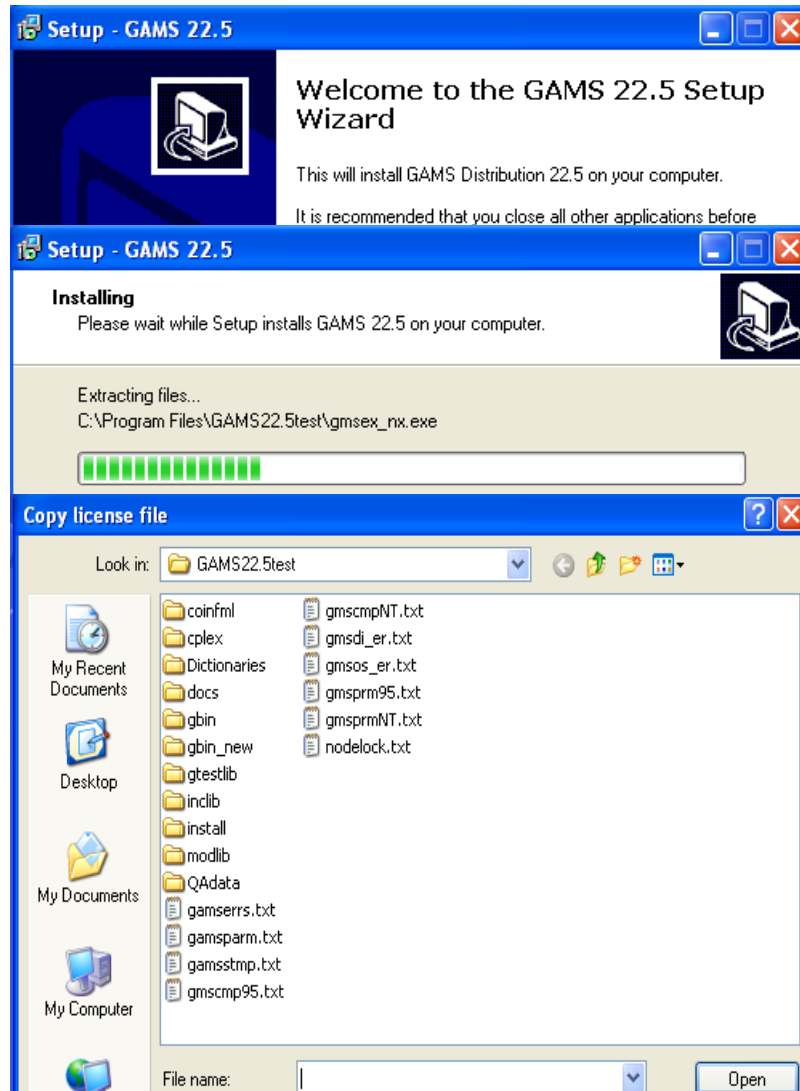 Setup - GAMS 22.5
Welcome to the GAMS 22.5 Setup
Wizard
This will install GAMS Distribution 22.5 on your computer.
It is recommended that you close all other applications before
Setup - GAMS 22.5
Installing
Please wait while Setup installs GAMS 22.5 on your computer.
Extracting files...
C:\Program Files\GAMS22.5test\gmsex_nx.exe
Copy license file
Look in: GAMS22.5test
My Recent
Documents
Desktop
My Documents
My Computer
coinfml
cplex
Dictionaries
docs
gbin
gbin_new
gtestlib
inclib
install
modlib
QAdata
gamserrs.txt
gamsparm.txt
gamsstmp.txt
gmscmp95.txt
gmscmpNT.txt
gmsdi_er.txt
gmsos_er.txt
gmsprm95.txt
gmsprmNT.txt
nodelock.txt
File name:
Open